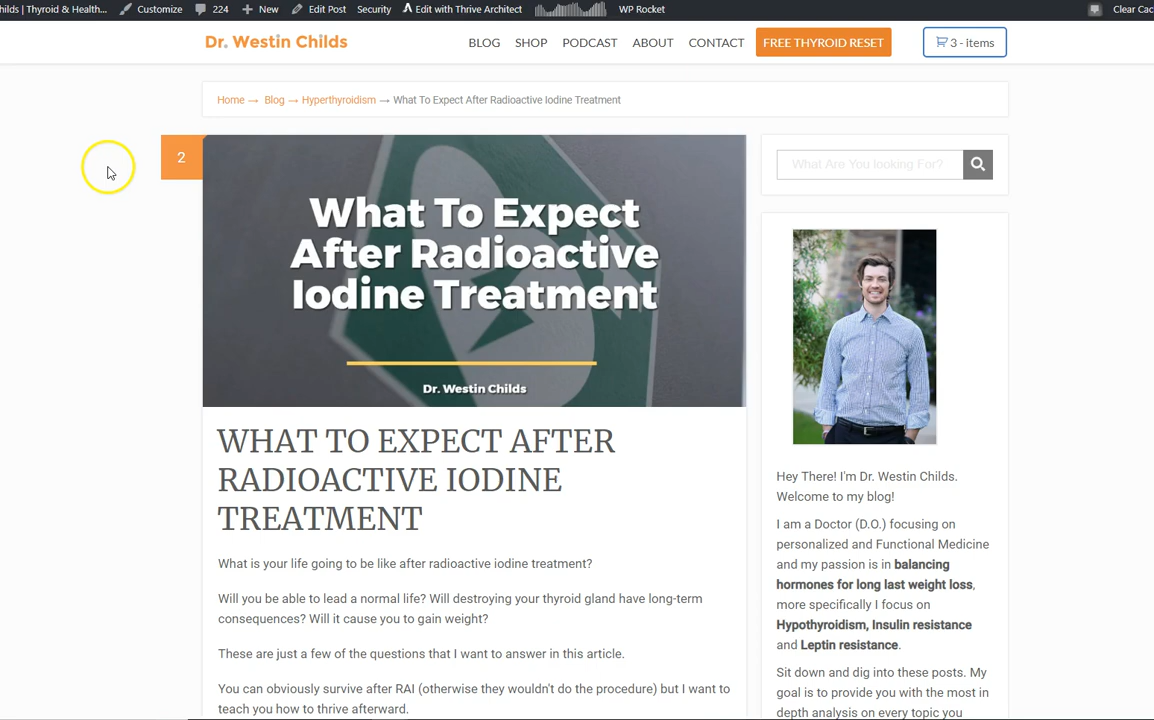 hilds | Thyroid & Health... Customize 224 New Edit Post Security Edit with Thrive Architect WP Rocket Clear Cac
Dr. Westin Childs BLOG SHOP PODCAST ABOUT CONTACT FREE THYROID RESET 3 - items
Home → Blog → Hyperthyroidism → What To Expect After Radioactive Iodine Treatment
2
What To Expect
After Radioactive
Iodine Treatment
Dr. Westin Childs
WHAT TO EXPECT AFTER
RADIOACTIVE IODINE
TREATMENT
What is your life going to be like after radioactive iodine treatment?
Will you be able to lead a normal life? Will destroying your thyroid gland have long-term
consequences? Will it cause you to gain weight?
These are just a few of the questions that I want to answer in this article.
You can obviously survive after RAI (otherwise they wouldn't do the procedure) but I want to
teach you how to thrive afterward.
What Are You looking For?
Hey There! I'm Dr. Westin Childs.
Welcome to my blog!
I am a Doctor (D.O.) focusing on
personalized and Functional Medicine
and my passion is in balancing
hormones for long last weight loss,
more specifically I focus on
Hypothyroidism, Insulin resistance
and Leptin resistance.
Sit down and dig into these posts. My
goal is to provide you with the most in
depth analysis on every topic you